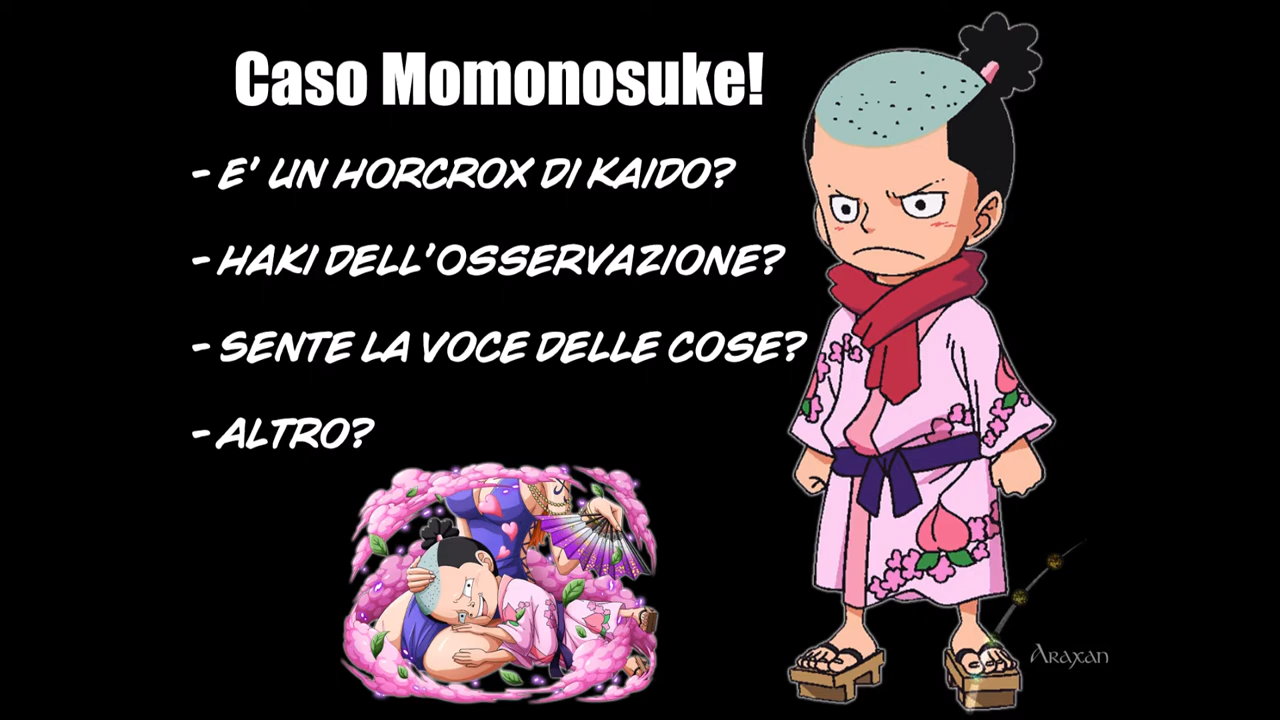 Caso Momonosuke!
- E' UN HORCROX DI KAIDO?
- HAKI DELL'OSSERVAZIONE?
- SENTE LA VOCE DELLE COSE?
- ALTRO?
Araxan